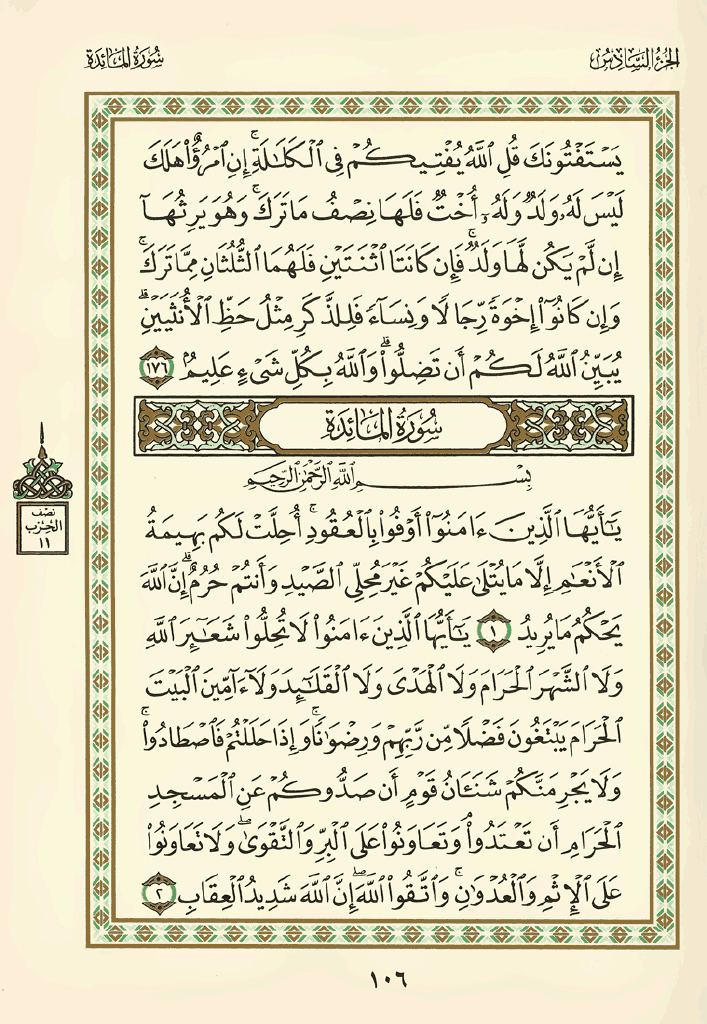 الجزء السادس
سورة المائدة
يَسْتَفْتُونَكَ قُلِ ٱللَّهُ يُفْتِيكُمْ فِى ٱلْكَلَٰلَةِ ۚ إِنِ ٱمْرُؤٌا۟ هَلَكَ
لَيْسَ لَهُۥ وَلَدٌ وَلَهُۥٓ أُخْتٌ فَلَهَا نِصْفُ مَا تَرَكَ ۚ وَهُوَ يَرِثُهَآ
إِن لَّمْ يَكُن لَّهَا وَلَدٌ ۚ فَإِن كَانَتَا ٱثْنَتَيْنِ فَلَهُمَا ٱلثُّلُثَانِ مِمَّا تَرَكَ ۚ
وَإِن كَانُوٓا۟ إِخْوَةً رِّجَالًا وَنِسَآءً فَلِلذَّكَرِ مِثْلُ حَظِّ ٱلْأُنثَيَيْنِ ۗ
يُبَيِّنُ ٱللَّهُ لَكُمْ أَن تَضِلُّوا۟ ۗ وَٱللَّهُ بِكُلِّ شَىْءٍ عَلِيمٌۢ ١٧٦
سُورَةُ المَائدَة
بِسْمِ ٱللَّهِ ٱلرَّحْمَٰنِ ٱلرَّحِيمِ
يَٰٓأَيُّهَا ٱلَّذِينَ ءَامَنُوٓا۟ أَوْفُوا۟ بِٱلْعُقُودِ ۚ أُحِلَّتْ لَكُم بَهِيمَةُ
ٱلْأَنْعَٰمِ إِلَّا مَا يُتْلَىٰ عَلَيْكُمْ غَيْرَ مُحِلِّى ٱلصَّيْدِ وَأَنتُمْ حُرُمٌ ۗ إِنَّ ٱللَّهَ
يَحْكُمُ مَا يُرِيدُ ١ يَٰٓأَيُّهَا ٱلَّذِينَ ءَامَنُوا۟ لَا تُحِلُّوا۟ شَعَٰٓئِرَ ٱللَّهِ
وَلَا ٱلشَّهْرَ ٱلْحَرَامَ وَلَا ٱلْهَدْىَ وَلَا ٱلْقَلَٰٓئِدَ وَلَآ ءَآمِّينَ ٱلْبَيْتَ
ٱلْحَرَامَ يَبْتَغُونَ فَضْلًا مِّن رَّبِّهِمْ وَرِضْوَٰنًا ۚ وَإِذَا حَلَلْتُمْ فَٱصْطَادُوا۟ ۚ
وَلَا يَجْرِمَنَّكُمْ شَنَـَٔانُ قَوْمٍ أَن صَدُّوكُمْ عَنِ ٱلْمَسْجِدِ
ٱلْحَرَامِ أَن تَعْتَدُوا۟ ۘ وَتَعَاوَنُوا۟ عَلَى ٱلْبِرِّ وَٱلتَّقْوَىٰ ۖ وَلَا تَعَاوَنُوا۟
عَلَى ٱلْإِثْمِ وَٱلْعُدْوَٰنِ ۚ وَٱتَّقُوا۟ ٱللَّهَ ۖ إِنَّ ٱللَّهَ شَدِيدُ ٱلْعِقَابِ ٢
نصف
الحزب
١١
١٠٦